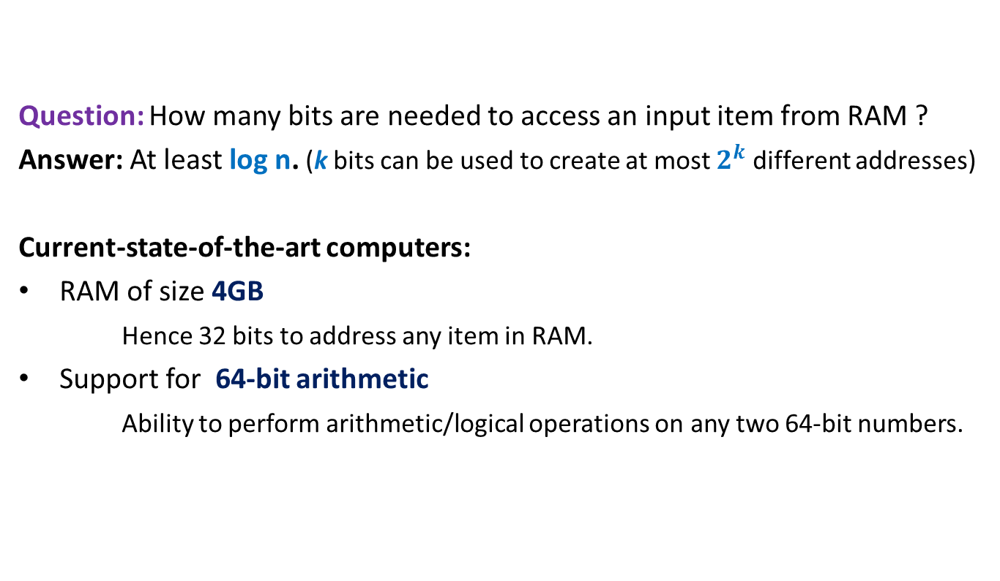 Question: How many bits are needed to access an input item from RAM ?
Answer: At least log n. (k bits can be used to create at most 2^k different addresses)
Current-state-of-the-art computers:
• RAM of size 4GB
Hence 32 bits to address any item in RAM.
• Support for 64-bit arithmetic
Ability to perform arithmetic/logical operations on any two 64-bit numbers.